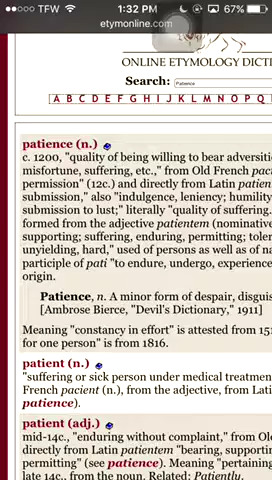 TFW 1:32 PM 67%
etymonline.com
ONLINE ETYMOLOGY DICTI
Search: Patience
A B C D E F G H I J K L M N O P Q
patience (n.)
c. 1200, "quality of being willing to bear adversiti
misfortune, suffering, etc.," from Old French pac
permission" (12c.) and directly from Latin patien
submission," also "indulgence, leniency; humility
submission to lust;" literally "quality of suffering.
formed from the adjective patientem (nominative
supporting; suffering, enduring, permitting; toler
unyielding, hard," used of persons as well as of na
participle of pati "to endure, undergo, experience
origin.
Patience, n. A minor form of despair, disguis
[Ambrose Bierce, "Devil's Dictionary," 1911]
Meaning "constancy in effort" is attested from 15
for one person" is from 1816.
patient (n.)
"suffering or sick person under medical treatmen
French pacient (n.), from the adjective, from Lati
patience).
patient (adj.)
mid-14c., "enduring without complaint," from Ol
directly from Latin patientem "bearing, supportin
permitting" (see patience). Meaning "pertaining
late 14c., from the noun. Related: Patiently.